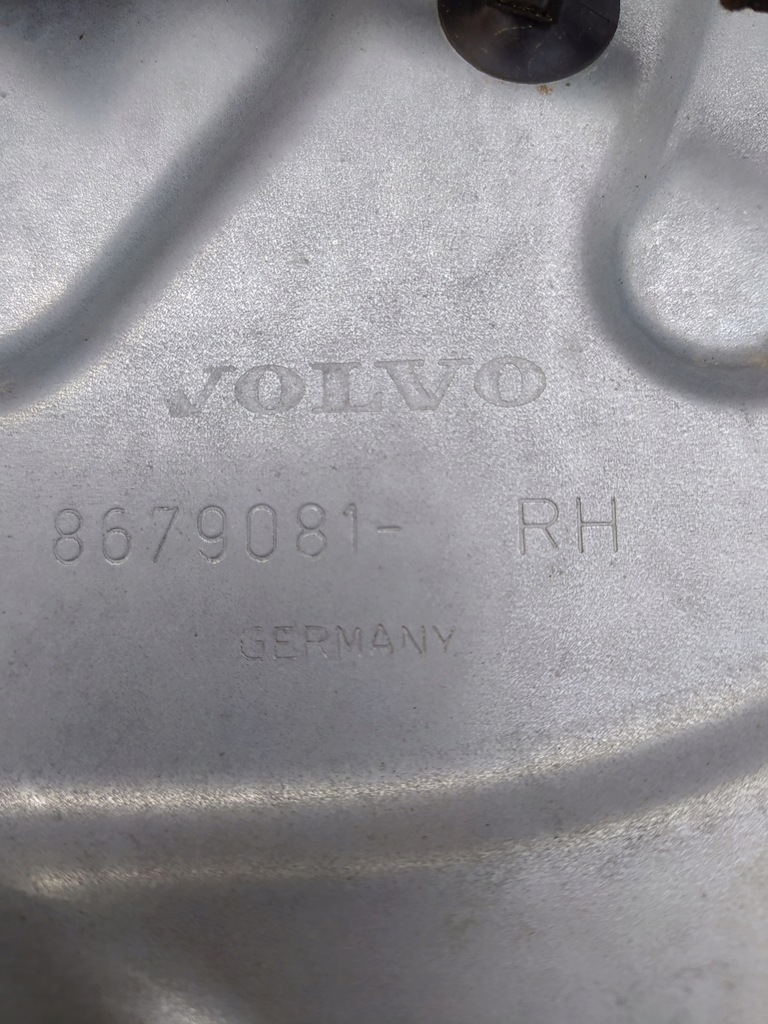 VOLVO
8679081- RH
GERMANY